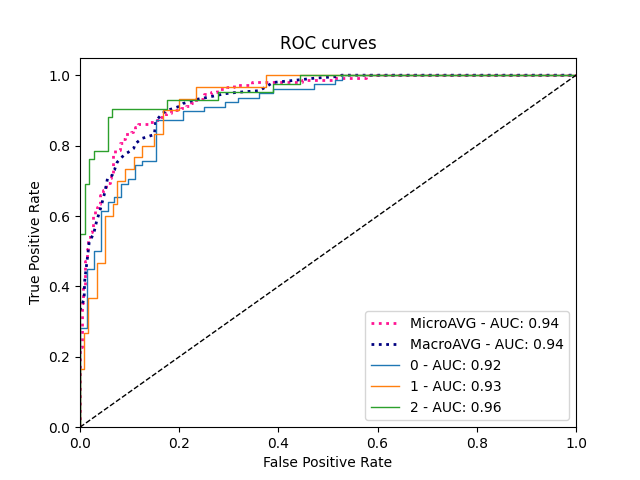 ROC curves
True Positive Rate
1.0
0.8
0.6
0.4
0.2
0.0
MicroAVG - AUC: 0.94
MacroAVG - AUC: 0.94
0 - AUC: 0.92
1 - AUC: 0.93
2 - AUC: 0.96
0.0 0.2 0.4 0.6 0.8 1.0
False Positive Rate